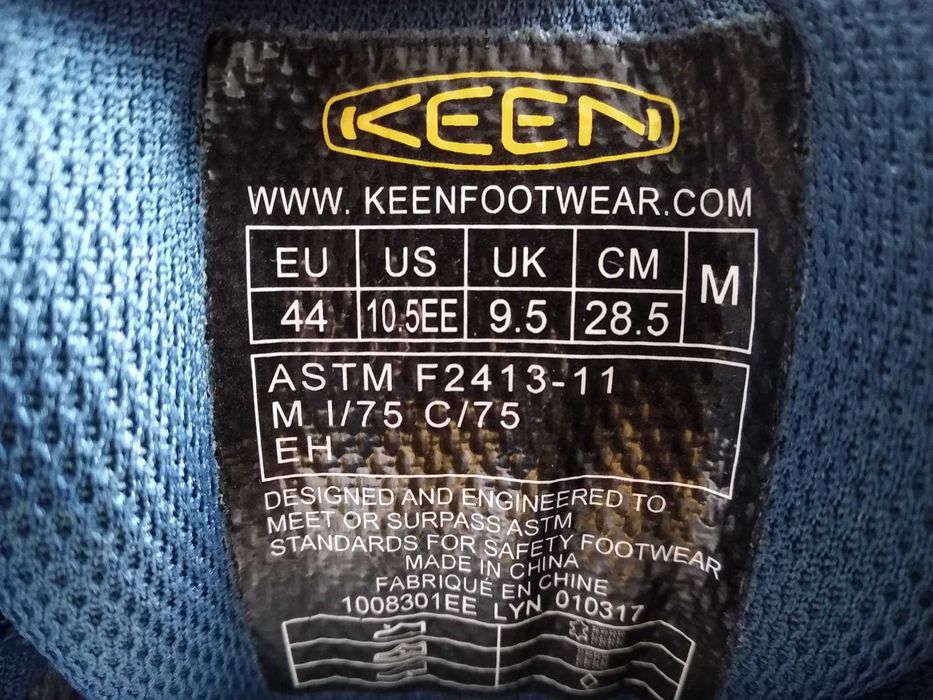 KEEN
WWW. KEENFOOTWEAR.COM
EU US UK CM M
44 10.5EE 9.5 28.5
ASTM F2413-11
M I/75 C/75
EH
DESIGNED AND ENGINEERED TO
MEET OR SURPASS ASTM
STANDARDS FOR SAFETY FOOTWEAR
MADE IN CHINA
FABRIQUÉ EN CHINE
1008301EE LYN 010317